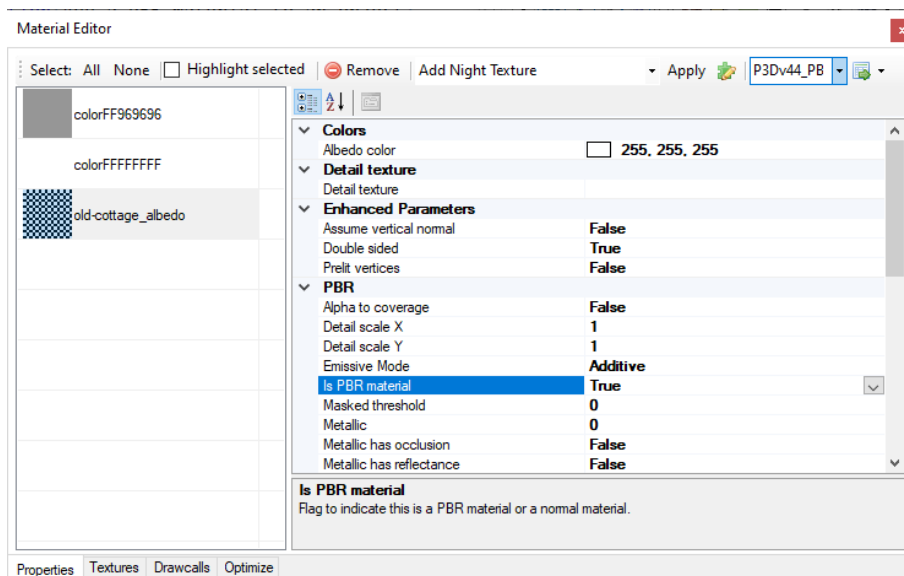 Material Editor
Select: All None Highlight selected Remove Add Night Texture Apply P3Dv44_PB
colorFF969696
colorFFFFFFFF
old-cottage_albedo
Colors
Albedo color 255, 255, 255
Detail texture
Detail texture
Enhanced Parameters
Assume vertical normal False
Double sided True
Prelit vertices False
PBR
Alpha to coverage False
Detail scale X 1
Detail scale Y 1
Emissive Mode Additive
Is PBR material True
Masked threshold 0
Metallic 0
Metallic has occlusion False
Metallic has reflectance False
Is PBR material
Flag to indicate this is a PBR material or a normal material.
Properties Textures Drawcalls Optimize